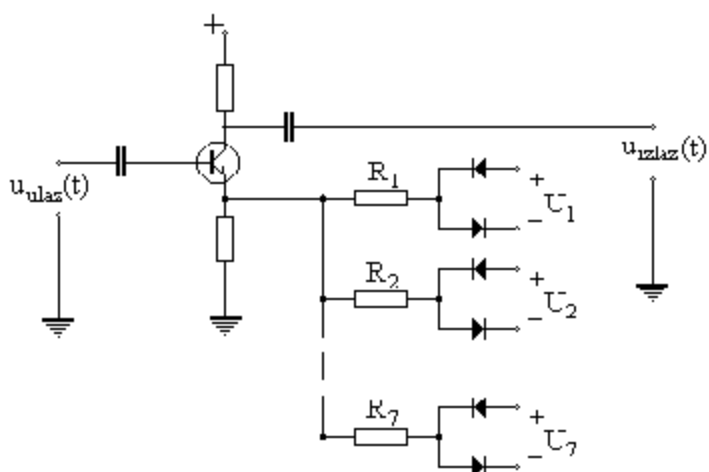 +
u_ulaz(t)
u_izlaz(t)
R_1
+
−
U_1
R_2
+
−
U_2
R_7
+
−
U_7